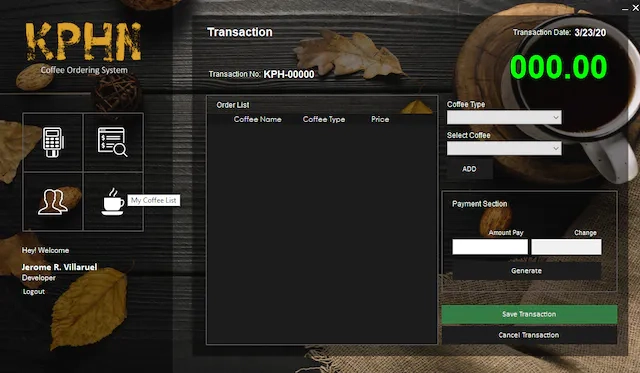 KPHN
Coffee Ordering System
My Coffee List
Hey! Welcome
Jerome R. Villaruel
Developer
Logout
Transaction
Transaction Date: 3/23/20
Transaction No: KPH-00000
000.00
Order List
Coffee Name Coffee Type Price
Coffee Type
Select Coffee
ADD
Payment Section
Amount Pay Change
Generate
Save Transaction
Cancel Transaction